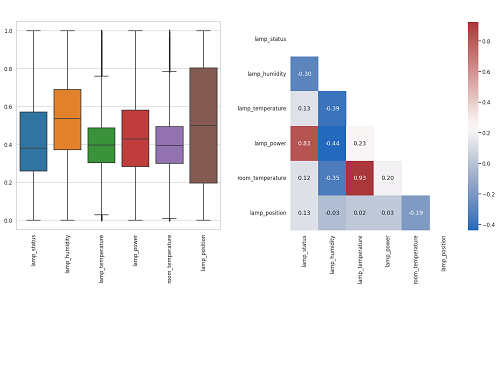 1.0
0.8
0.6
0.4
0.2
0.0
lamp_status
lamp_humidity
lamp_temperature
lamp_power
room_temperature
lamp_position
lamp_status
lamp_humidity -0.30
lamp_temperature 0.13 -0.39
lamp_power 0.83 -0.44 0.23
room_temperature 0.12 -0.35 0.93 0.20
lamp_position 0.13 -0.03 0.02 0.03 -0.19
lamp_status
lamp_humidity
lamp_temperature
lamp_power
room_temperature
lamp_position
0.8
0.6
0.4
0.2
0.0
−0.2
−0.4